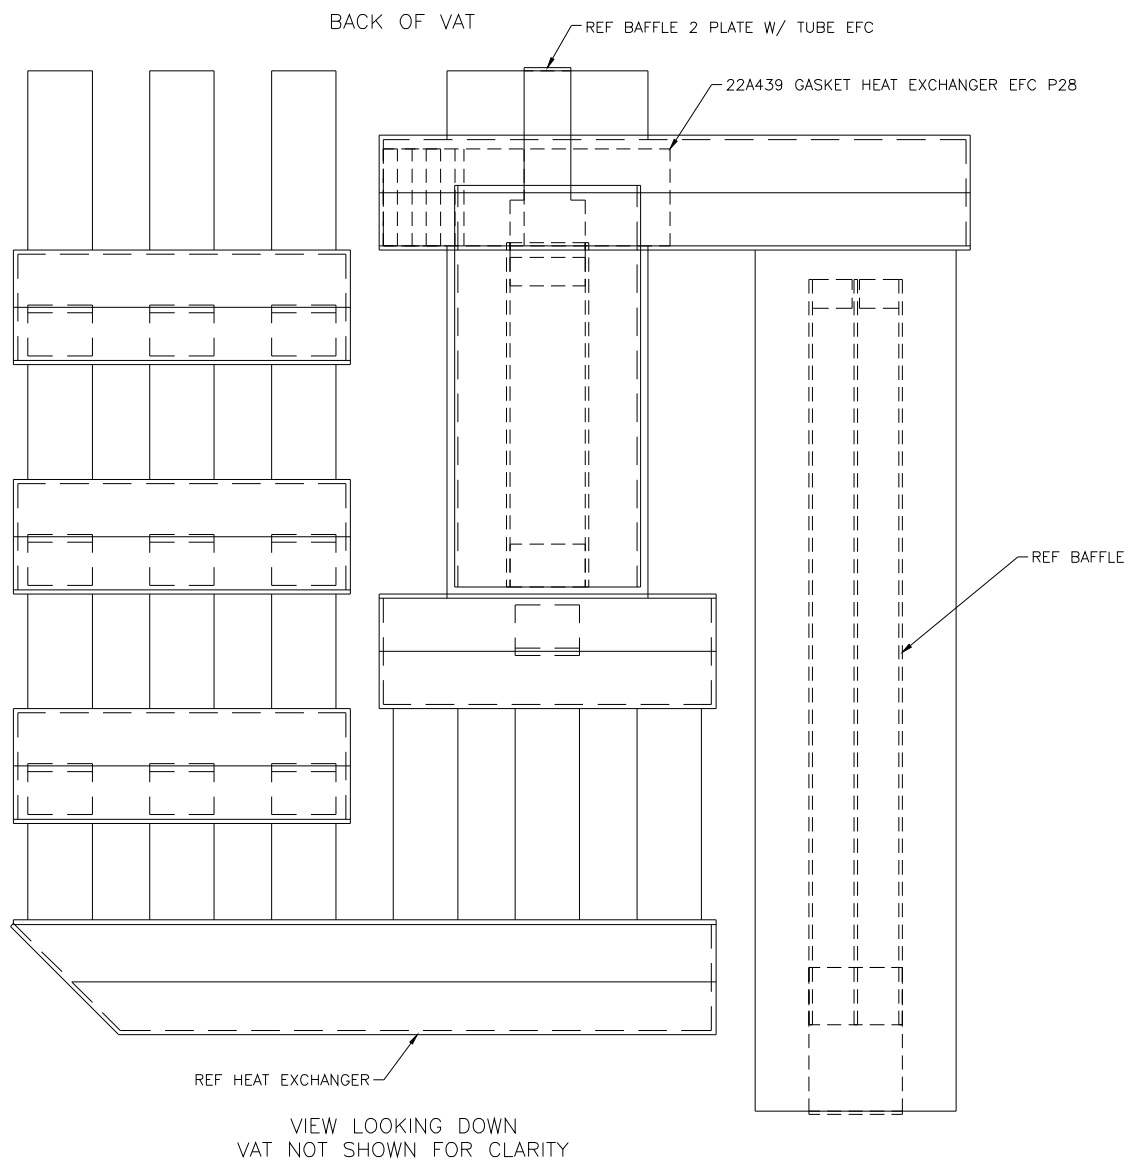 BACK OF VAT
REF BAFFLE 2 PLATE W/ TUBE EFC
22A439 GASKET HEAT EXCHANGER EFC P28
REF BAFFLE
REF HEAT EXCHANGER
VIEW LOOKING DOWN
VAT NOT SHOWN FOR CLARITY